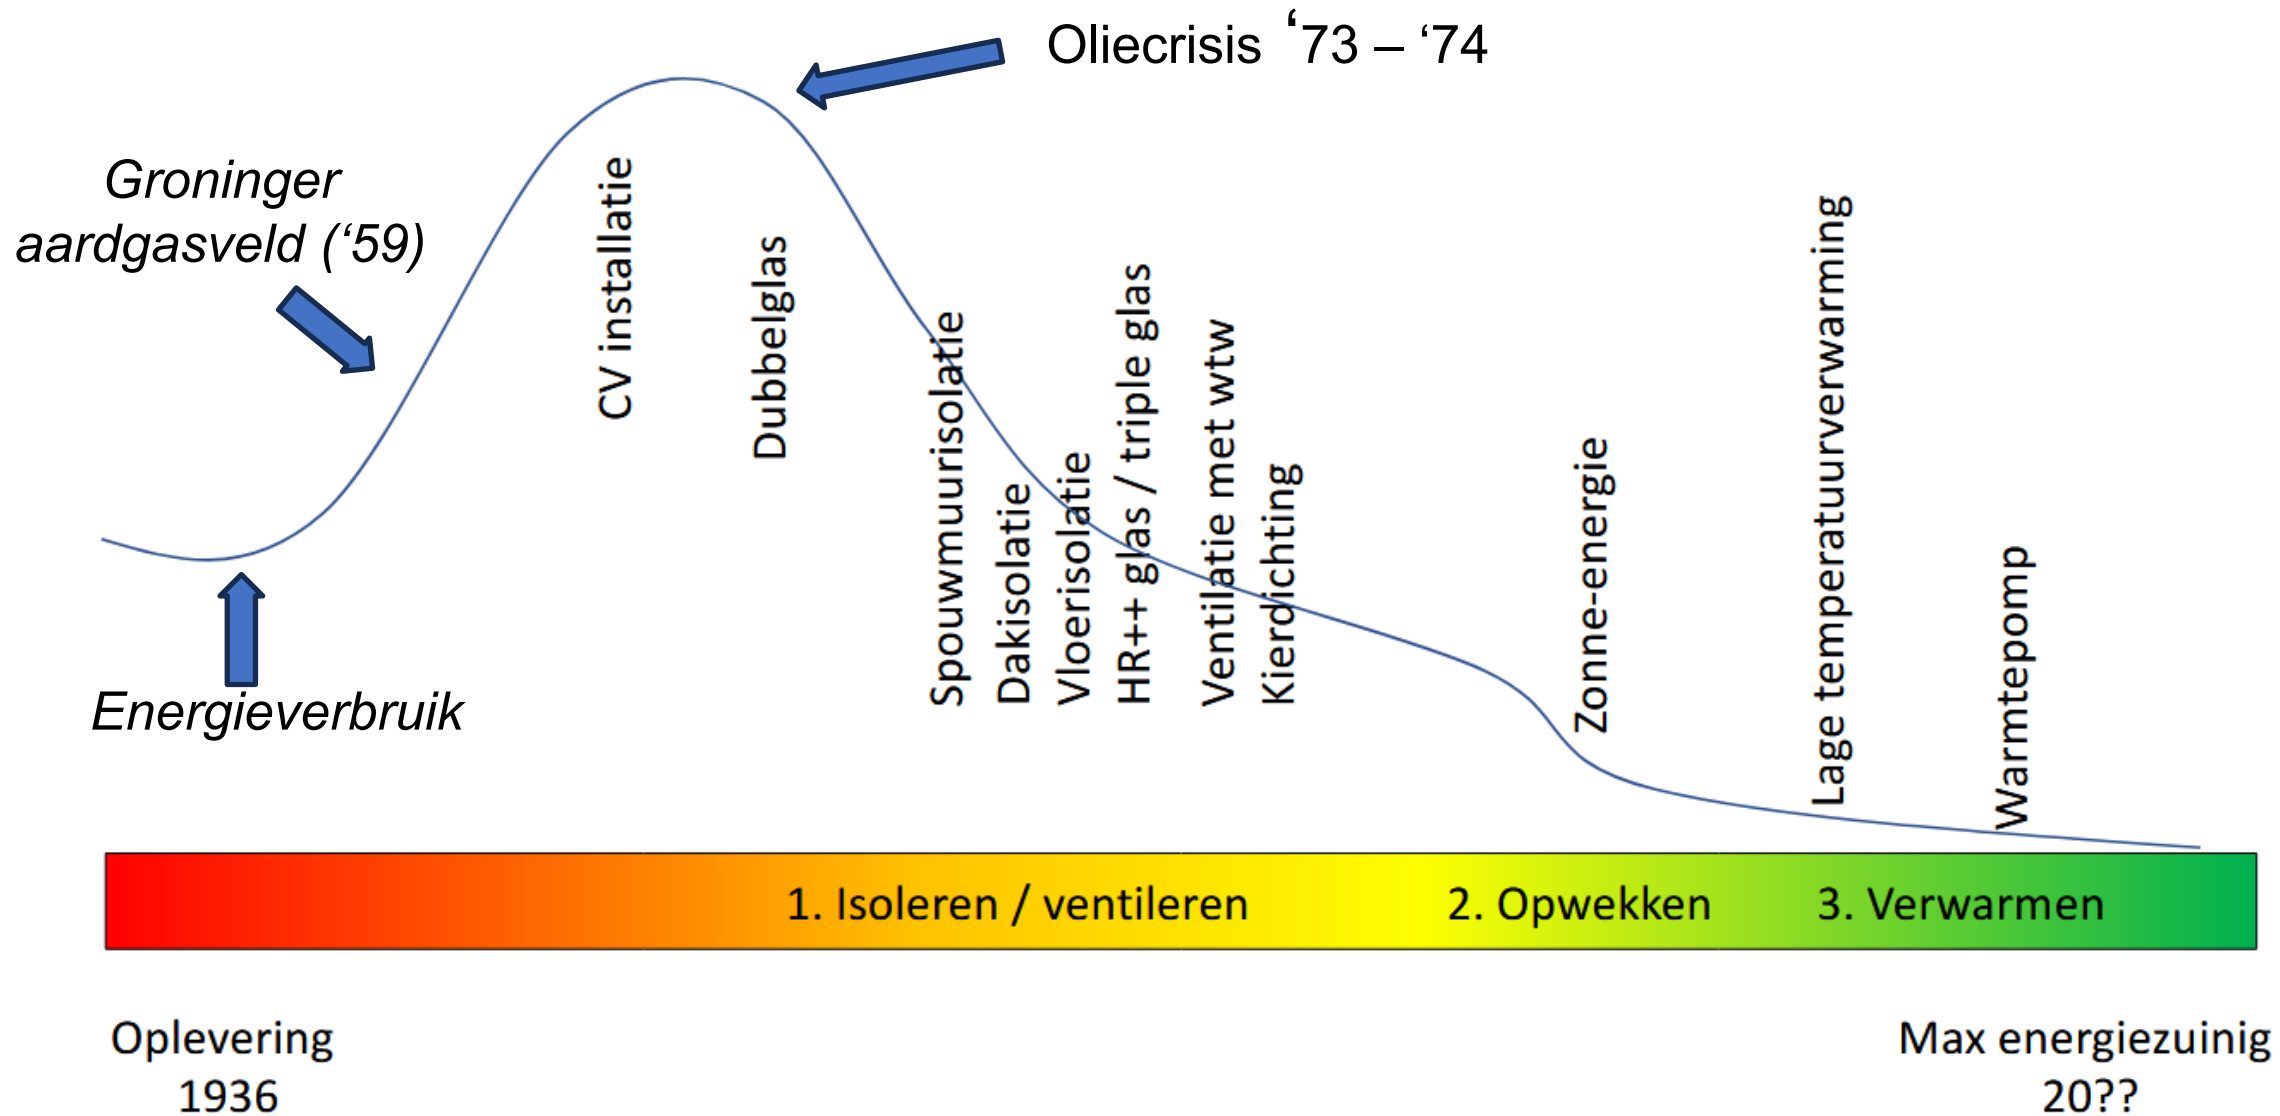 Oliecrisis ‘73 – ‘74
Groninger
aardgasveld (‘59)
Energieverbruik
CV installatie
Dubbelglas
Spouwmuurisolatie
Dakisolatie
Vloerisolatie
HR++ glas / triple glas
Ventilatie met wtw
Kierdichting
Zonne-energie
Lage temperatuurverwarming
Warmtepomp
1. Isoleren / ventileren
2. Opwekken
3. Verwarmen
Oplevering
1936
Max energiezuinig
20??